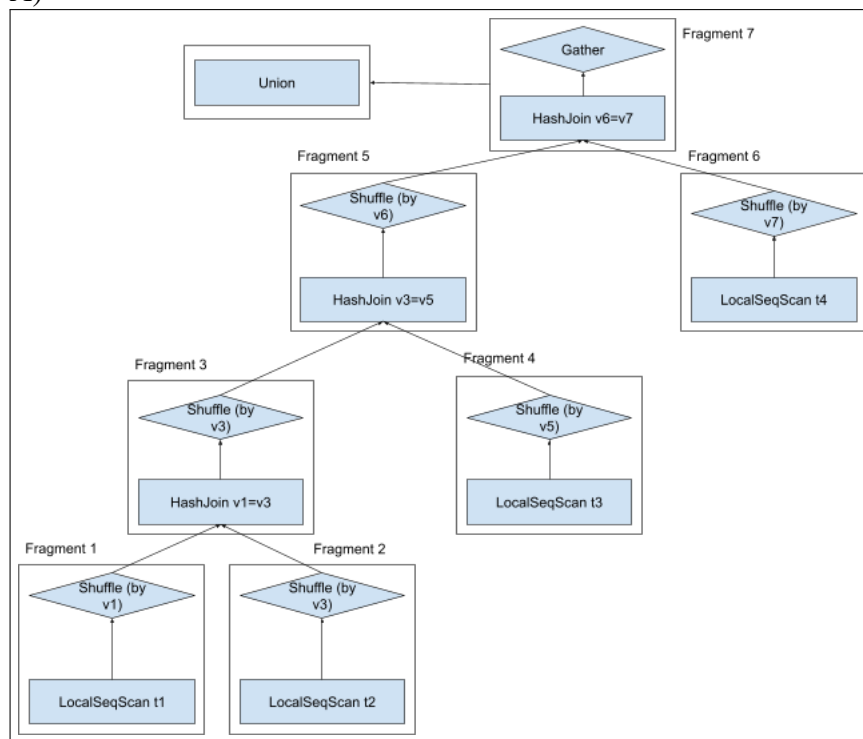 A)
Fragment 7
Gather
Union
HashJoin v6=v7
Fragment 5
Fragment 6
Shuffle (by
v6)
Shuffle (by
v7)
HashJoin v3=v5
LocalSeqScan t4
Fragment 3
Fragment 4
Shuffle (by
v3)
Shuffle (by
v5)
HashJoin v1=v3
LocalSeqScan t3
Fragment 1
Fragment 2
Shuffle (by
v1)
Shuffle (by
v3)
LocalSeqScan t1
LocalSeqScan t2